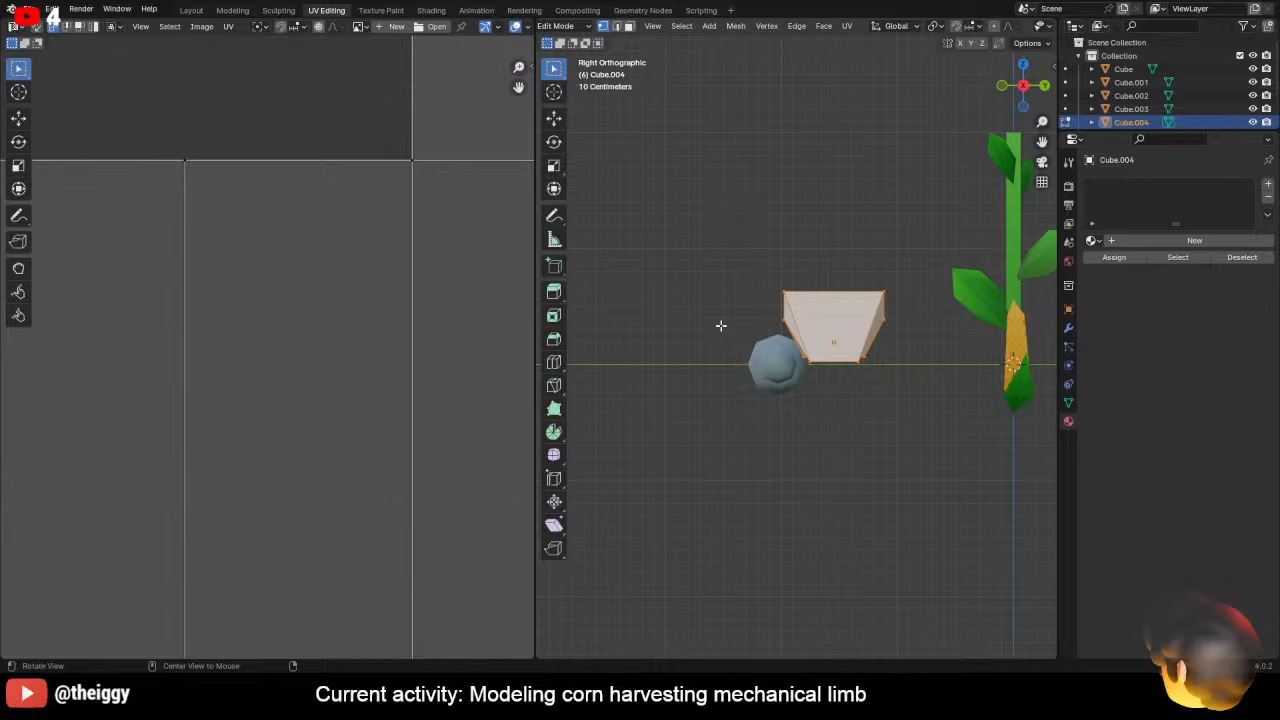 4
Edit Render Window Help
Layout Modeling Sculpting UV Editing Texture Paint Shading Animation Rendering Compositing Geometry Nodes Scripting
Scene ViewLayer
View Select Image UV New Open
Edit Mode View Select Add Mesh Vertex Edge Face UV Global
X Y Z Options
Right Orthographic
(6) Cube.004
10 Centimeters
Z
X
Y
Scene Collection
Collection
Cube
Cube.001
Cube.002
Cube.003
Cube.004
Cube.004
New
Assign Select Deselect
Rotate View Center View to Mouse 4.0.2
@theiggy Current activity: Modeling corn harvesting mechanical limb